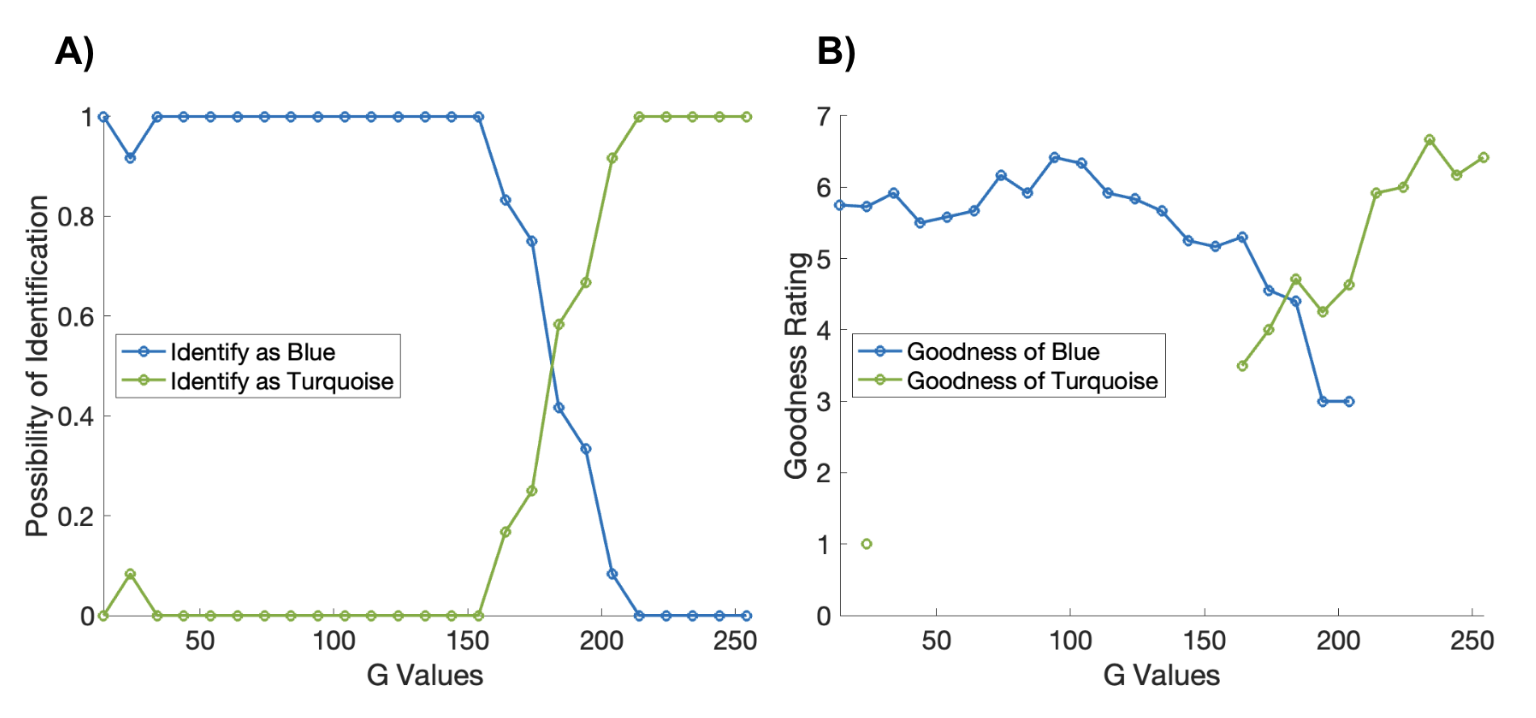 A)
Possibility of Identification
1
0.8
0.6
0.4
0.2
0
Identify as Blue
Identify as Turquoise
50 100 150 200 250
G Values
B)
Goodness Rating
7
6
5
4
3
2
1
0
Goodness of Blue
Goodness of Turquoise
50 100 150 200 250
G Values